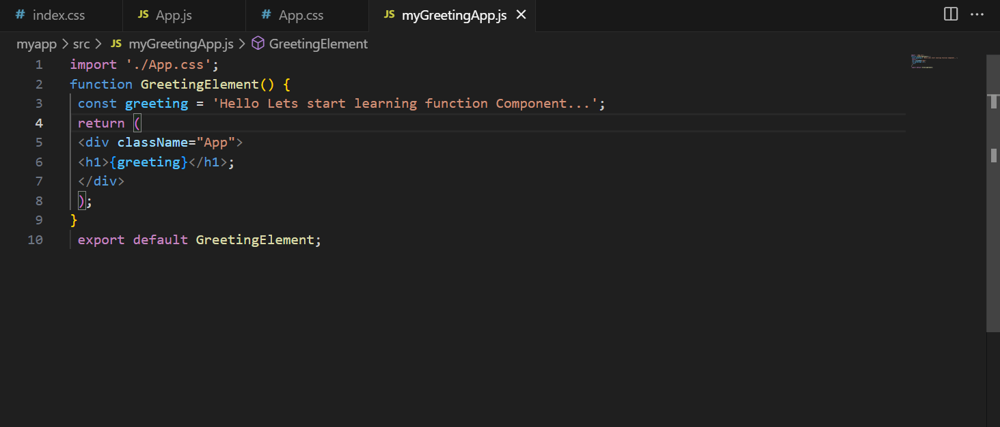 # index.css JS App.js # App.css JS myGreetingApp.js ✕ ···
myapp > src > JS myGreetingApp.js > GreetingElement
1 import './App.css';
2 function GreetingElement() {
3 const greeting = 'Hello Lets start learning function Component...';
4 return (
5 <div className="App">
6 <h1>{greeting}</h1>;
7 </div>
8 );
9 }
10 export default GreetingElement;